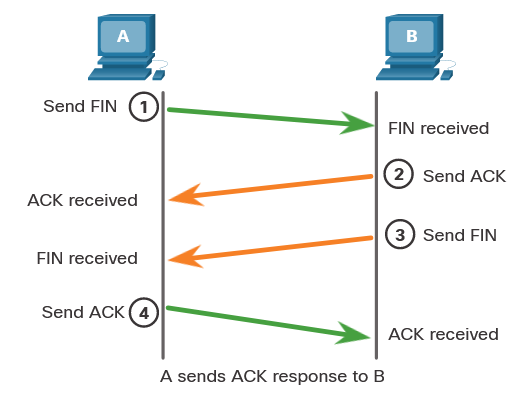 A
B
Send FIN 1
FIN received
2 Send ACK
ACK received
3 Send FIN
FIN received
Send ACK 4
ACK received
A sends ACK response to B